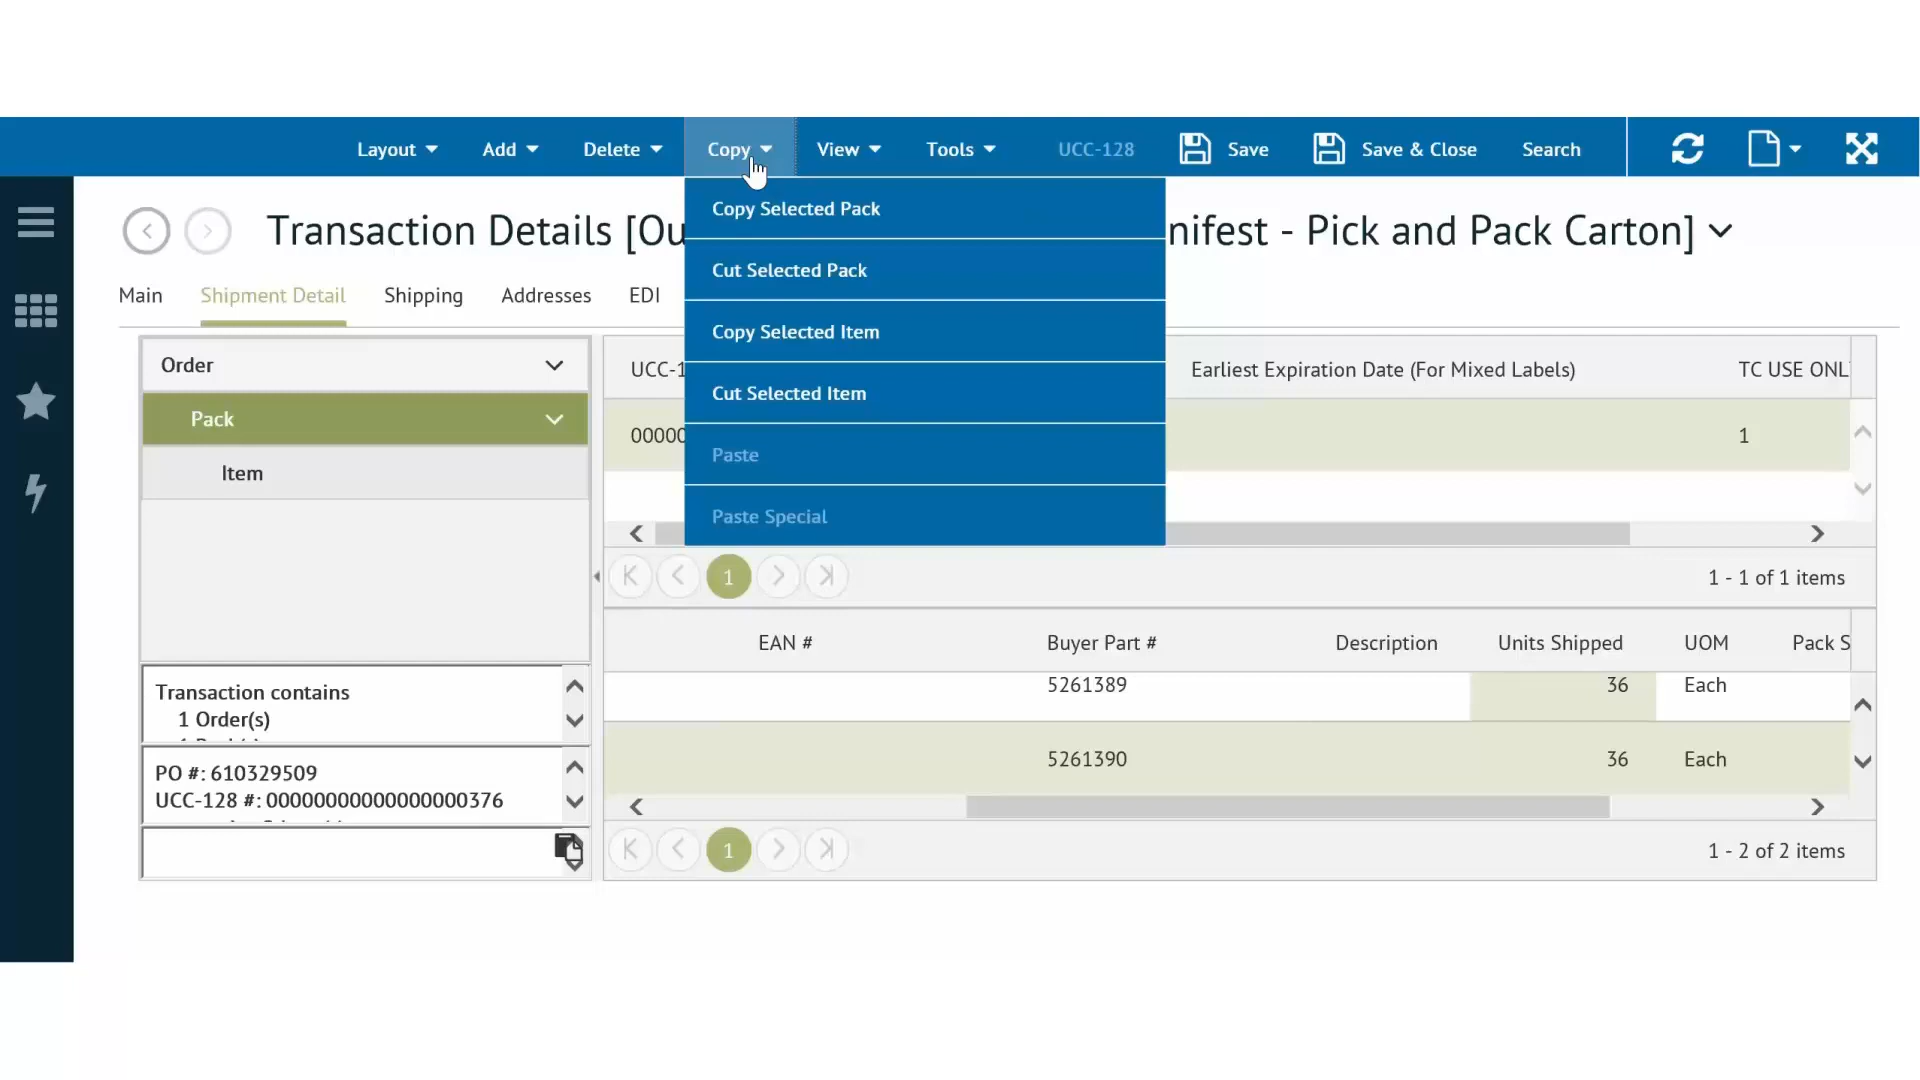 Layout Add Delete Copy View Tools UCC-128 Save Save & Close Search
Copy Selected Pack
Cut Selected Pack
Copy Selected Item
Cut Selected Item
Paste
Paste Special
Transaction Details [Ou nifest - Pick and Pack Carton]
Main Shipment Detail Shipping Addresses EDI
Order
Pack
Item
Transaction contains
1 Order(s)
PO #: 610329509
UCC-128 #: 00000000000000000376
UCC-1 Earliest Expiration Date (For Mixed Labels) TC USE ONL
00000 1
1 1 - 1 of 1 items
EAN # Buyer Part # Description Units Shipped UOM Pack S
5261389 36 Each
5261390 36 Each
1 1 - 2 of 2 items